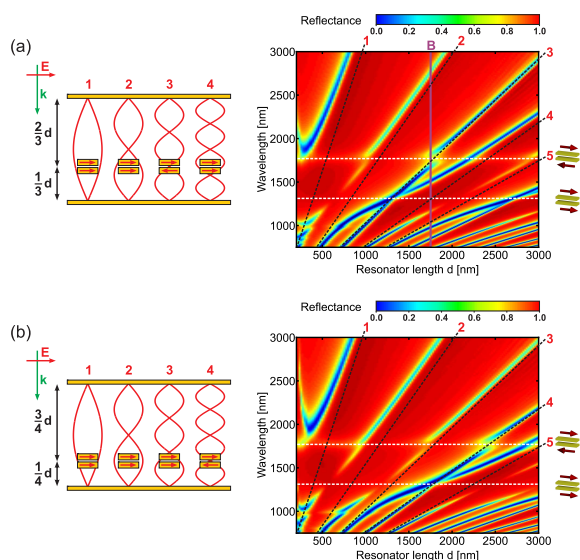 (a)
E
k
1 2 3 4
2/3 d
1/3 d
Reflectance
0.0 0.2 0.4 0.6 0.8 1.0
1 B 2
3
4
5
Wavelength [nm]
3000
2500
2000
1500
1000
500 1000 1500 2000 2500 3000
Resonator length d [nm]
(b)
E
k
1 2 3 4
3/4 d
1/4 d
Reflectance
0.0 0.2 0.4 0.6 0.8 1.0
1 2
3
4
5
Wavelength [nm]
3000
2500
2000
1500
1000
500 1000 1500 2000 2500 3000
Resonator length d [nm]